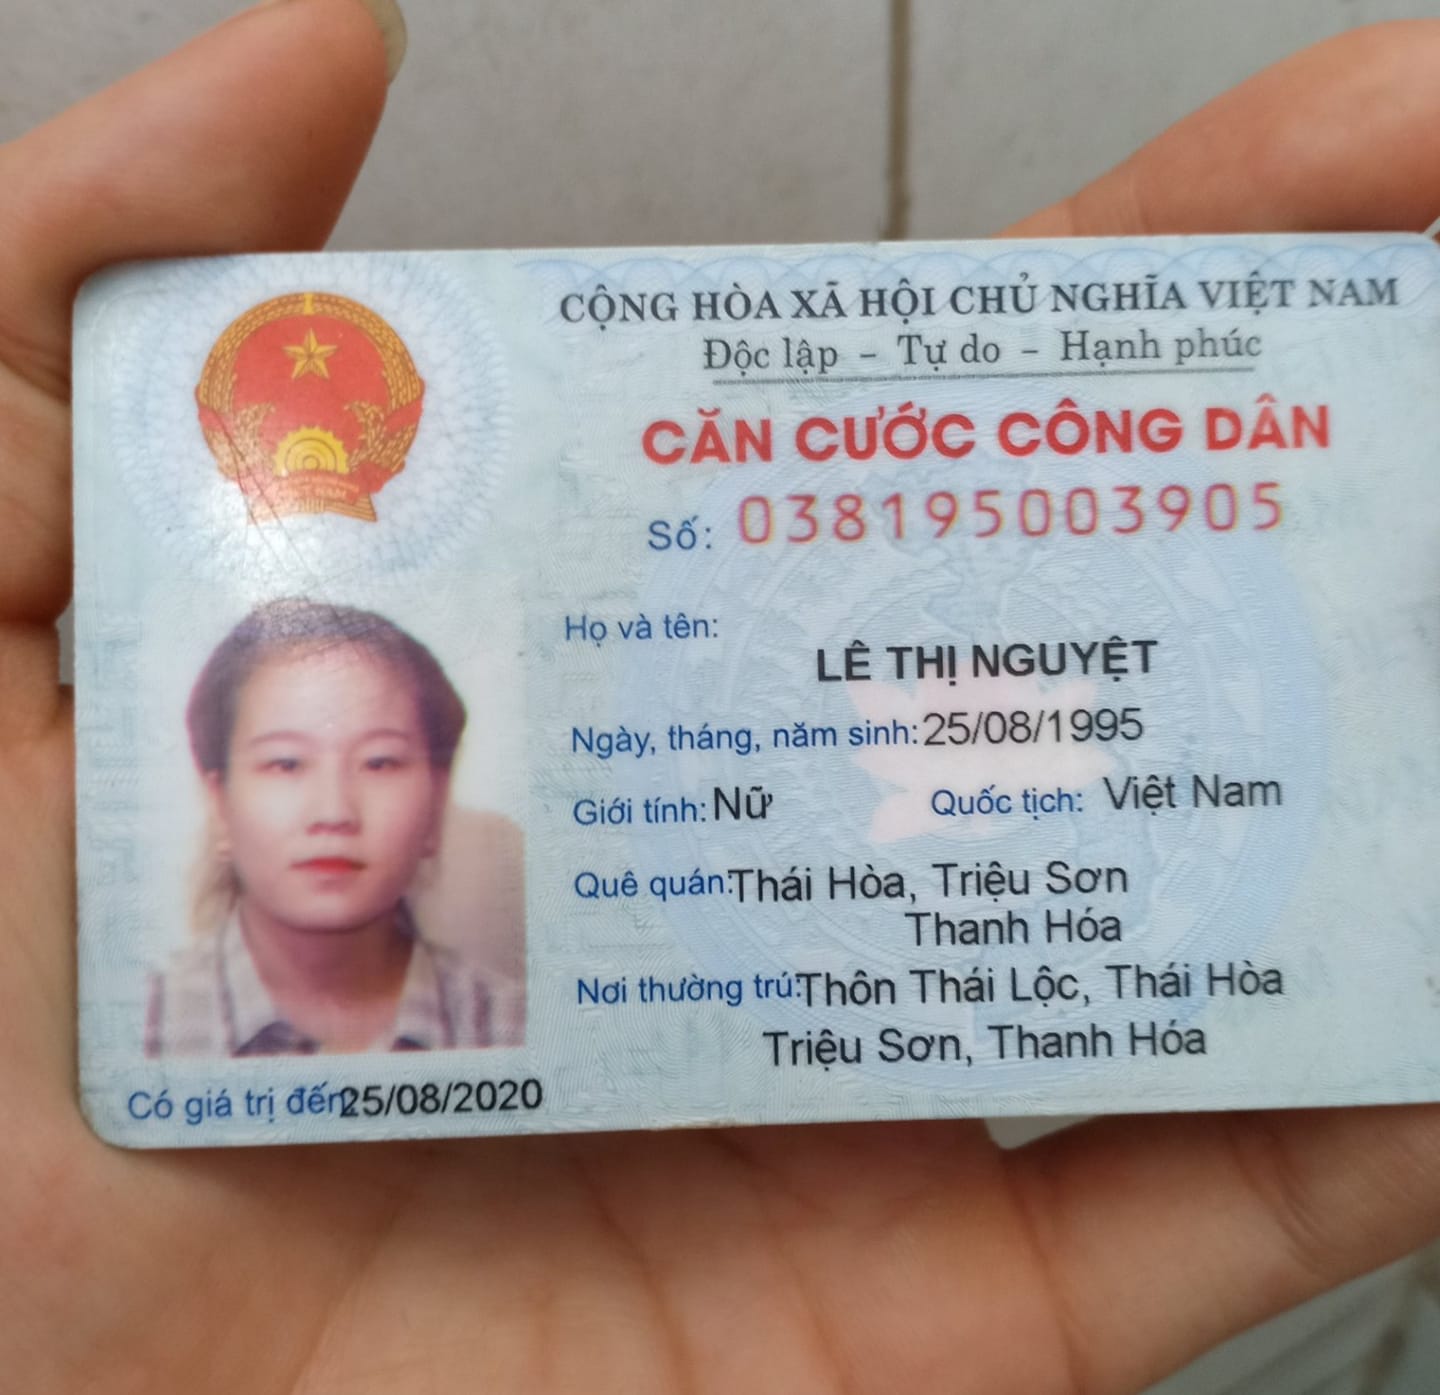 CỘNG HÒA XÃ HỘI CHỦ NGHĨA VIỆT NAM
Độc lập - Tự do - Hạnh phúc
CĂN CƯỚC CÔNG DÂN
Số: 038195003905
Họ và tên:
LÊ THỊ NGUYỆT
Ngày, tháng, năm sinh: 25/08/1995
Giới tính: Nữ Quốc tịch: Việt Nam
Quê quán: Thái Hòa, Triệu Sơn
Thanh Hóa
Nơi thường trú: Thôn Thái Lộc, Thái Hòa
Triệu Sơn, Thanh Hóa
Có giá trị đến: 25/08/2020